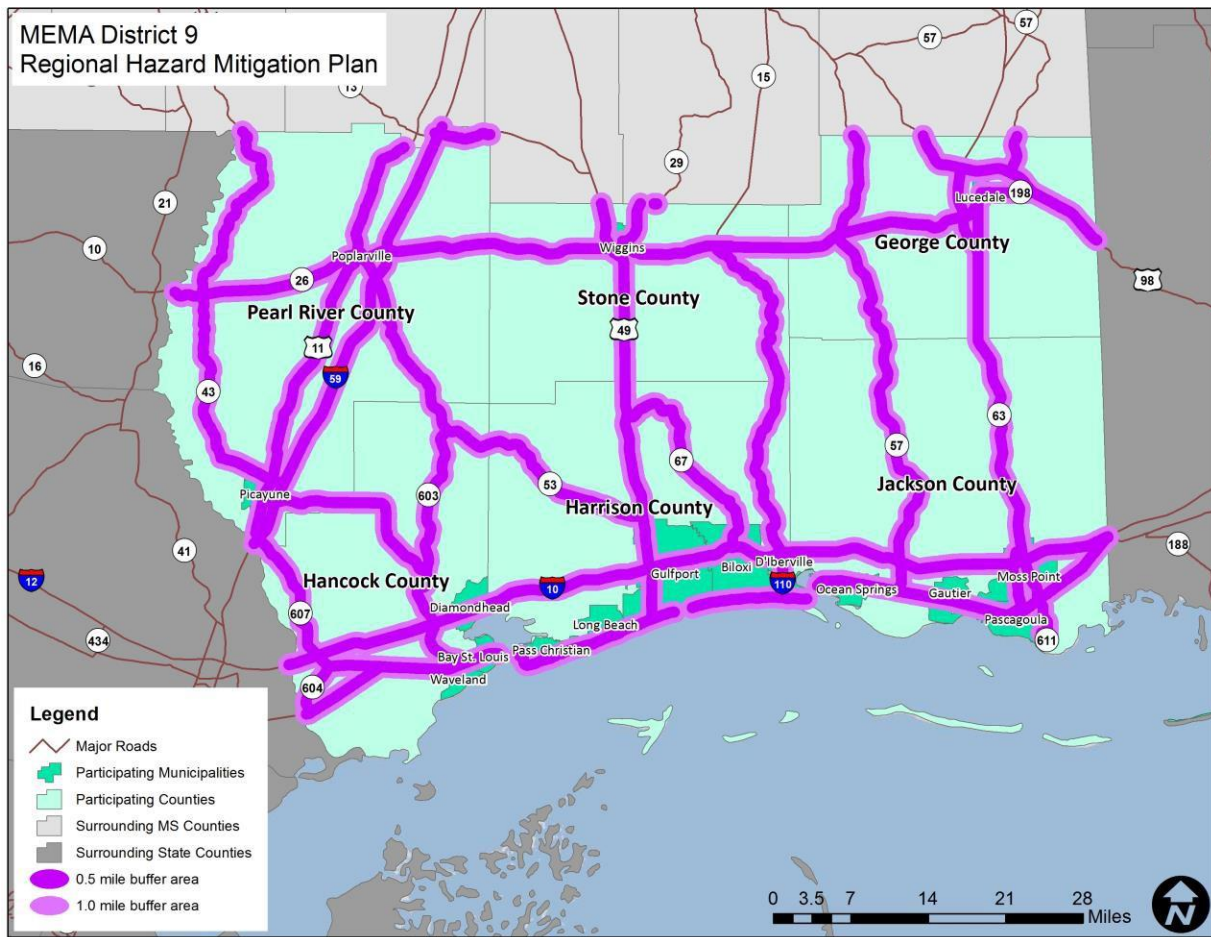 MEMA District 9
Regional Hazard Mitigation Plan
57
57
13
15
29
21
198
Lucedale
George County
10
Poplarville
Wiggins
26
98
Pearl River County
Stone County
49
11
16
59
43
63
57
67
Jackson County
Picayune
603
53
Harrison County
41
188
12
Hancock County
Gulfport
Biloxi
D'Iberville
Moss Point
10
110
Ocean Springs
Gautier
Diamondhead
607
Long Beach
Pascagoula
434
611
Bay St. Louis
Pass Christian
Waveland
604
Legend
Major Roads
Participating Municipalities
Participating Counties
Surrounding MS Counties
Surrounding State Counties
0.5 mile buffer area
1.0 mile buffer area
0 3.5 7 14 21 28
Miles
N